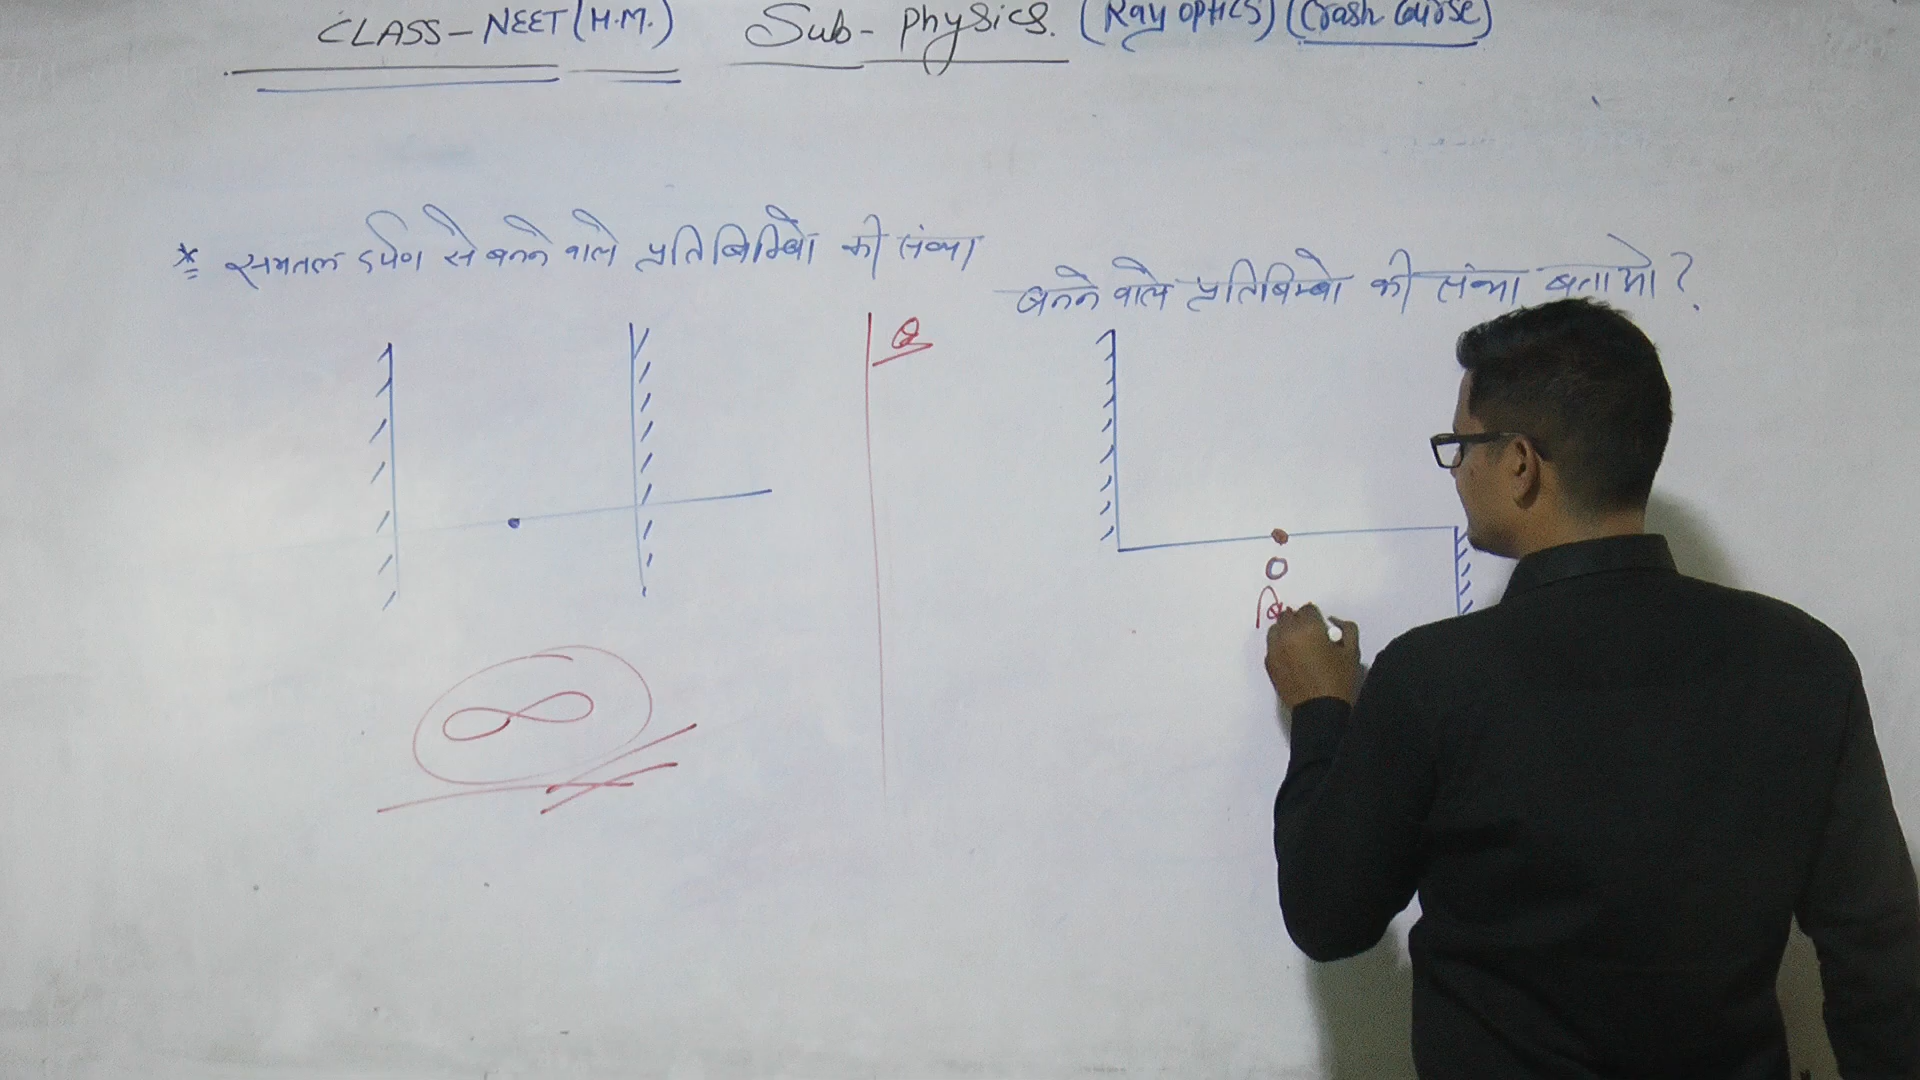 CLASS-NEET(H.M.) Sub- Physics. (Ray optics) (Crash Course)
* समतल दर्पण से बनने वाले प्रतिबिम्बो की संख्या
Q
बनने वाले प्रतिबिम्बो की संख्या बताओ?
O
∞